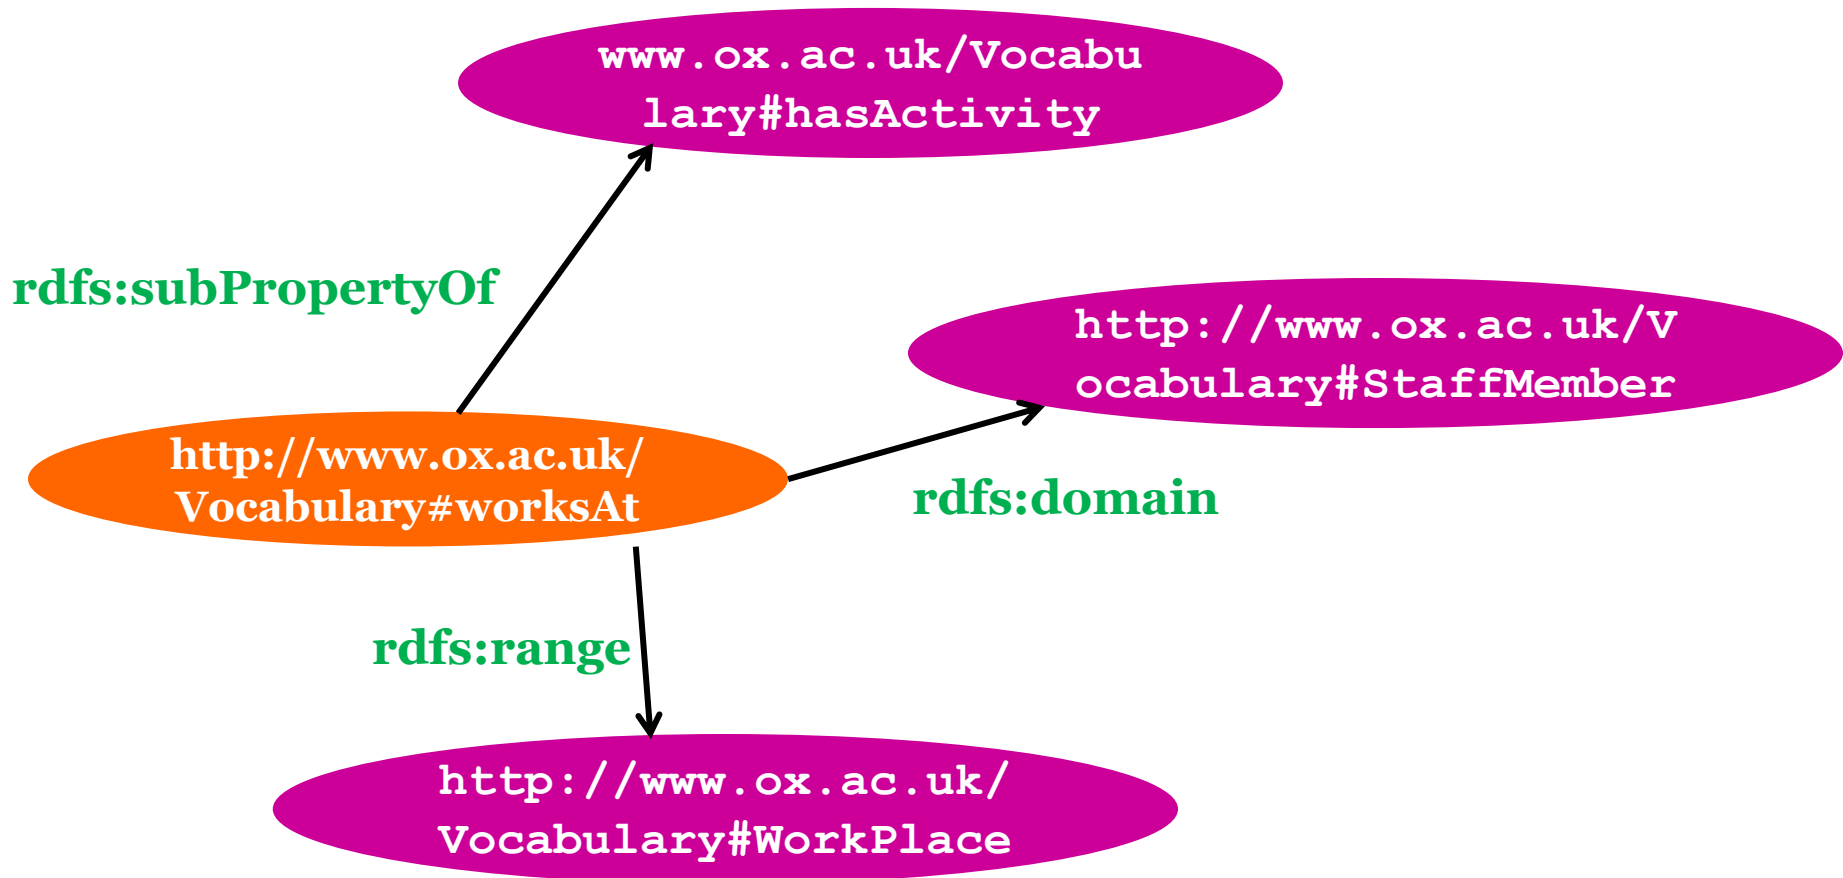 www.ox.ac.uk/Vocabu
lary#hasActivity
rdfs:subPropertyOf
http://www.ox.ac.uk/V
ocabulary#StaffMember
http://www.ox.ac.uk/
Vocabulary#worksAt
rdfs:domain
rdfs:range
http://www.ox.ac.uk/
Vocabulary#WorkPlace